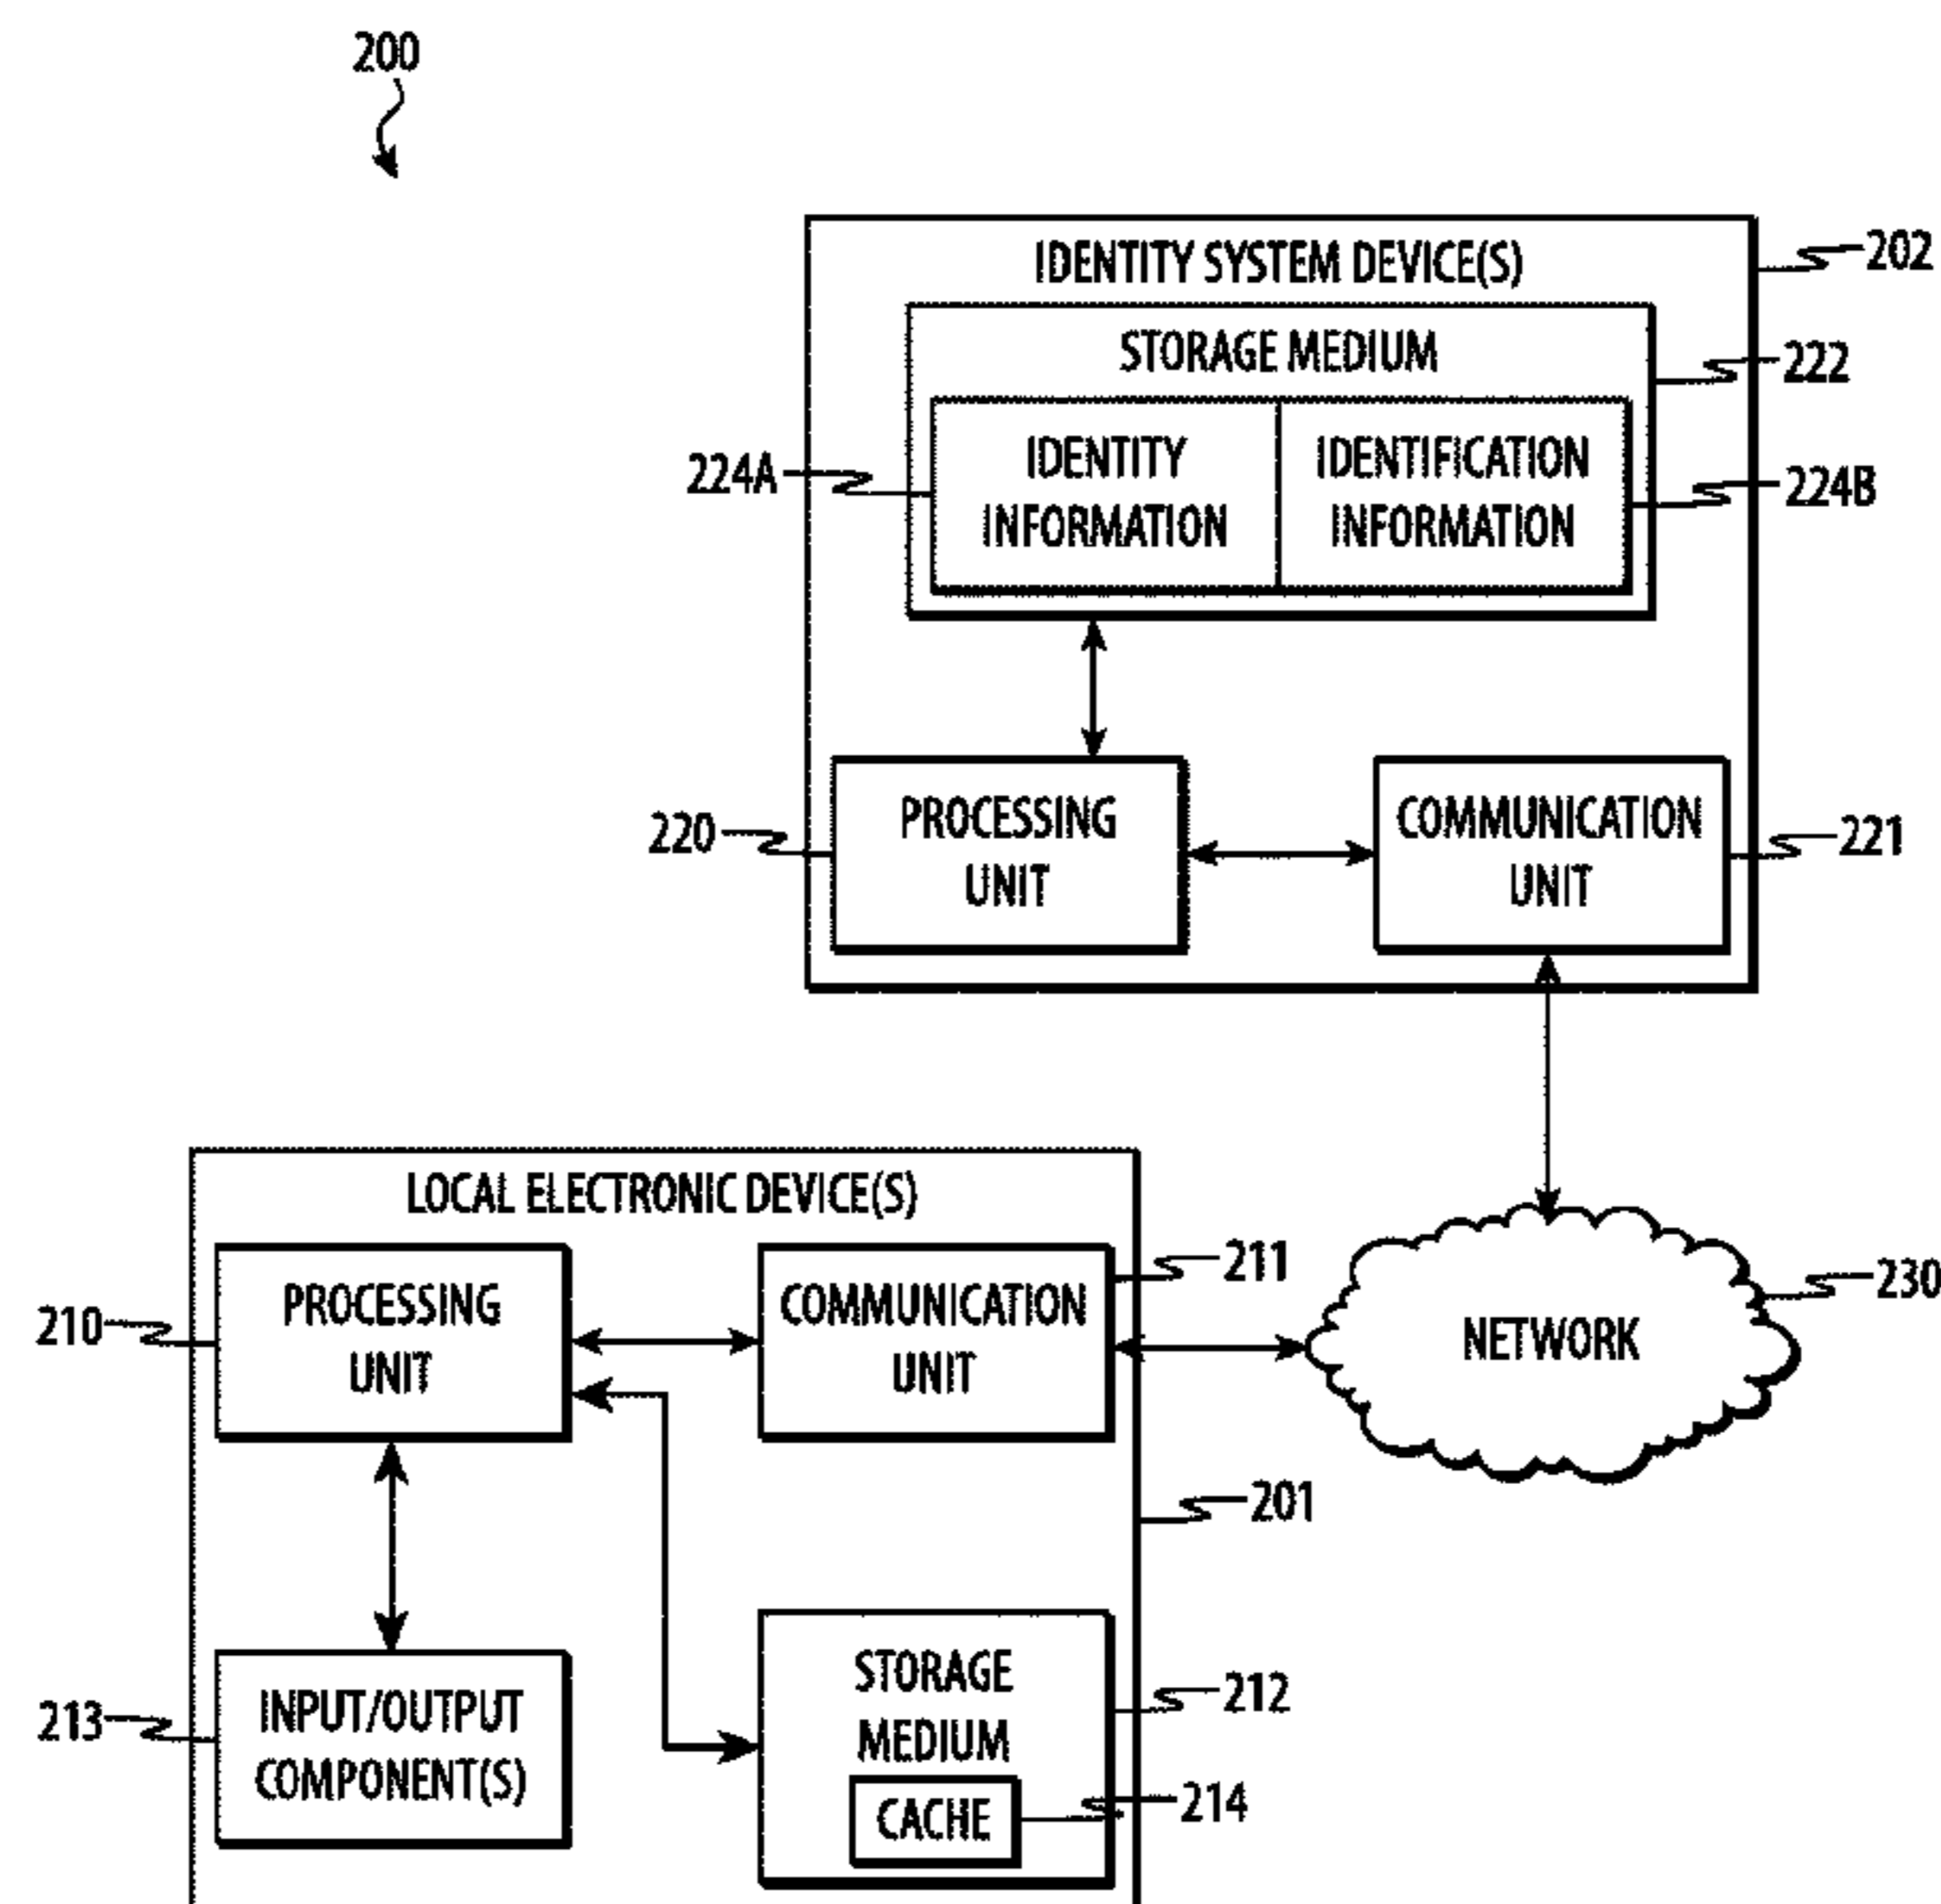 200
IDENTITY SYSTEM DEVICE(S)
202
STORAGE MEDIUM
222
224A
IDENTITY
INFORMATION
IDENTIFICATION
INFORMATION
224B
220
PROCESSING
UNIT
COMMUNICATION
UNIT
221
LOCAL ELECTRONIC DEVICE(S)
210
PROCESSING
UNIT
COMMUNICATION
UNIT
211
NETWORK
230
201
213
INPUT/OUTPUT
COMPONENT(S)
STORAGE
MEDIUM
212
CACHE
214